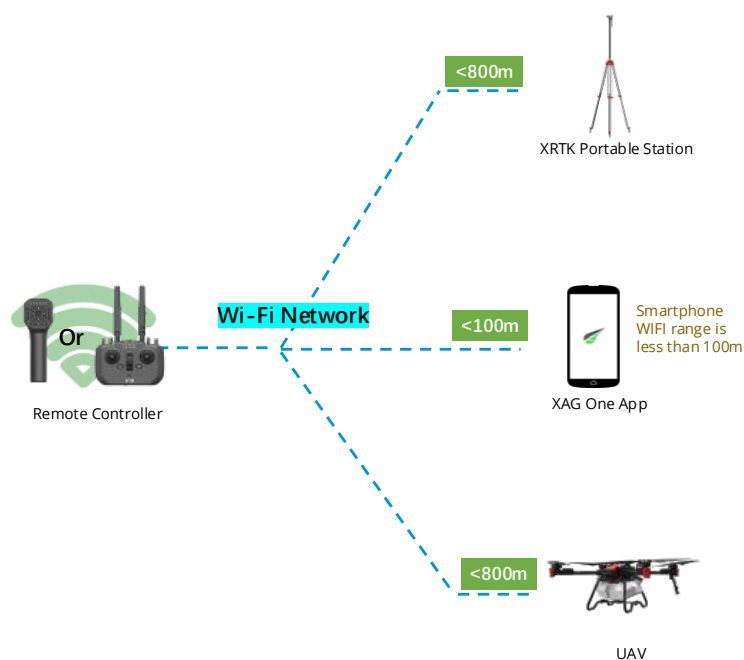 <800m
XRTK Portable Station
Wi-Fi Network
Or
Remote Controller
<100m
Smartphone
WIFI range is
less than 100m
XAG One App
<800m
UAV